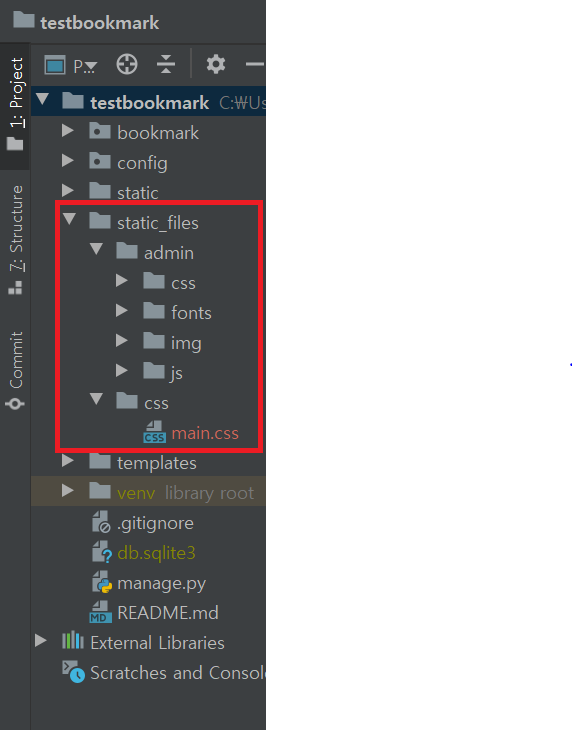 testbookmark
P...
1: Project
testbookmark C:₩Us
bookmark
config
static
static_files
admin
css
fonts
img
js
css
CSS main.css
templates
venv library root
.gitignore
db.sqlite3
manage.py
MD README.md
External Libraries
Scratches and Consol
7: Structure
Commit